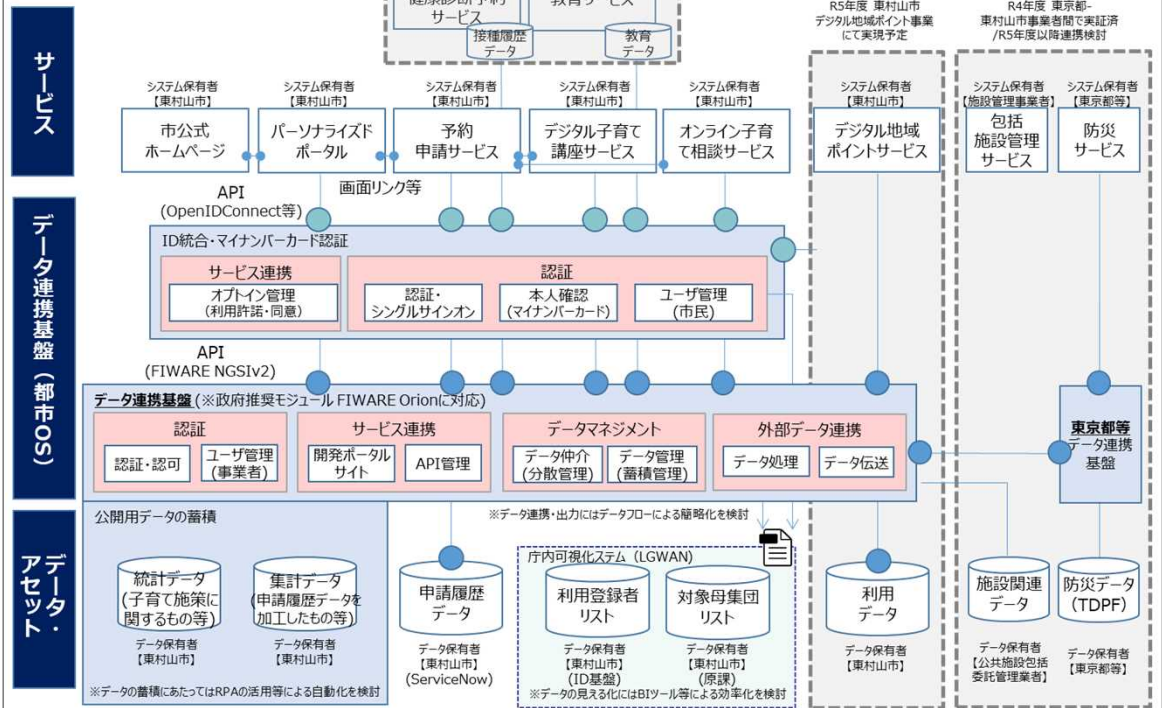 健康診断予約
サービス
教育サービス
接種履歴
データ
教育
データ
R5年度 東村山市
デジタル地域ポイント事業
にて実現予定
R4年度 東京都-
東村山市事業者間で実証済
/R5年度以降連携検討
サービス
システム保有者
【東村山市】
市公式
ホームページ
システム保有者
【東村山市】
パーソナライズド
ポータル
システム保有者
【東村山市】
予約
申請サービス
システム保有者
【東村山市】
デジタル子育て
講座サービス
システム保有者
【東村山市】
オンライン子育
て相談サービス
システム保有者
【東村山市】
デジタル地域
ポイントサービス
システム保有者
【施設管理事業者】
包括
施設管理
サービス
システム保有者
【東京都等】
防災
サービス
API
(OpenIDConnect等)
画面リンク等
データ連携基盤（都市OS）
ID統合・マイナンバーカード認証
サービス連携
オプトイン管理
(利用許諾・同意)
認証
認証・
シングルサインオン
本人確認
(マイナンバーカード)
ユーザ管理
(市民)
API
(FIWARE NGSIv2)
データ連携基盤 (※政府推奨モジュール FIWARE Orionに対応)
認証
認証・認可
ユーザ管理
(事業者)
サービス連携
開発ポータル
サイト
API管理
データマネジメント
データ仲介
(分散管理)
データ管理
(蓄積管理)
外部データ連携
データ処理
データ伝送
東京都等
データ連携
基盤
※データ連携・出力にはデータフローによる簡略化を検討
データ・
アセット
公開用データの蓄積
統計データ
(子育て施策に
関するもの等)
データ保有者
【東村山市】
集計データ
(申請履歴データを
加工したもの等)
データ保有者
【東村山市】
※データの蓄積にあたってはRPAの活用等による自動化を検討
申請履歴
データ
データ保有者
【東村山市】
(ServiceNow)
庁内可視化ステム（LGWAN）
利用登録者
リスト
データ保有者
【東村山市】
(ID基盤)
対象母集団
リスト
データ保有者
【東村山市】
(原課)
※データの見える化にはBIツール等による効率化を検討
利用
データ
データ保有者
【東村山市】
施設関連
データ
データ保有者
【公共施設包括
委託管理業者】
防災データ
(TDPF)
データ保有者
【東京都等】